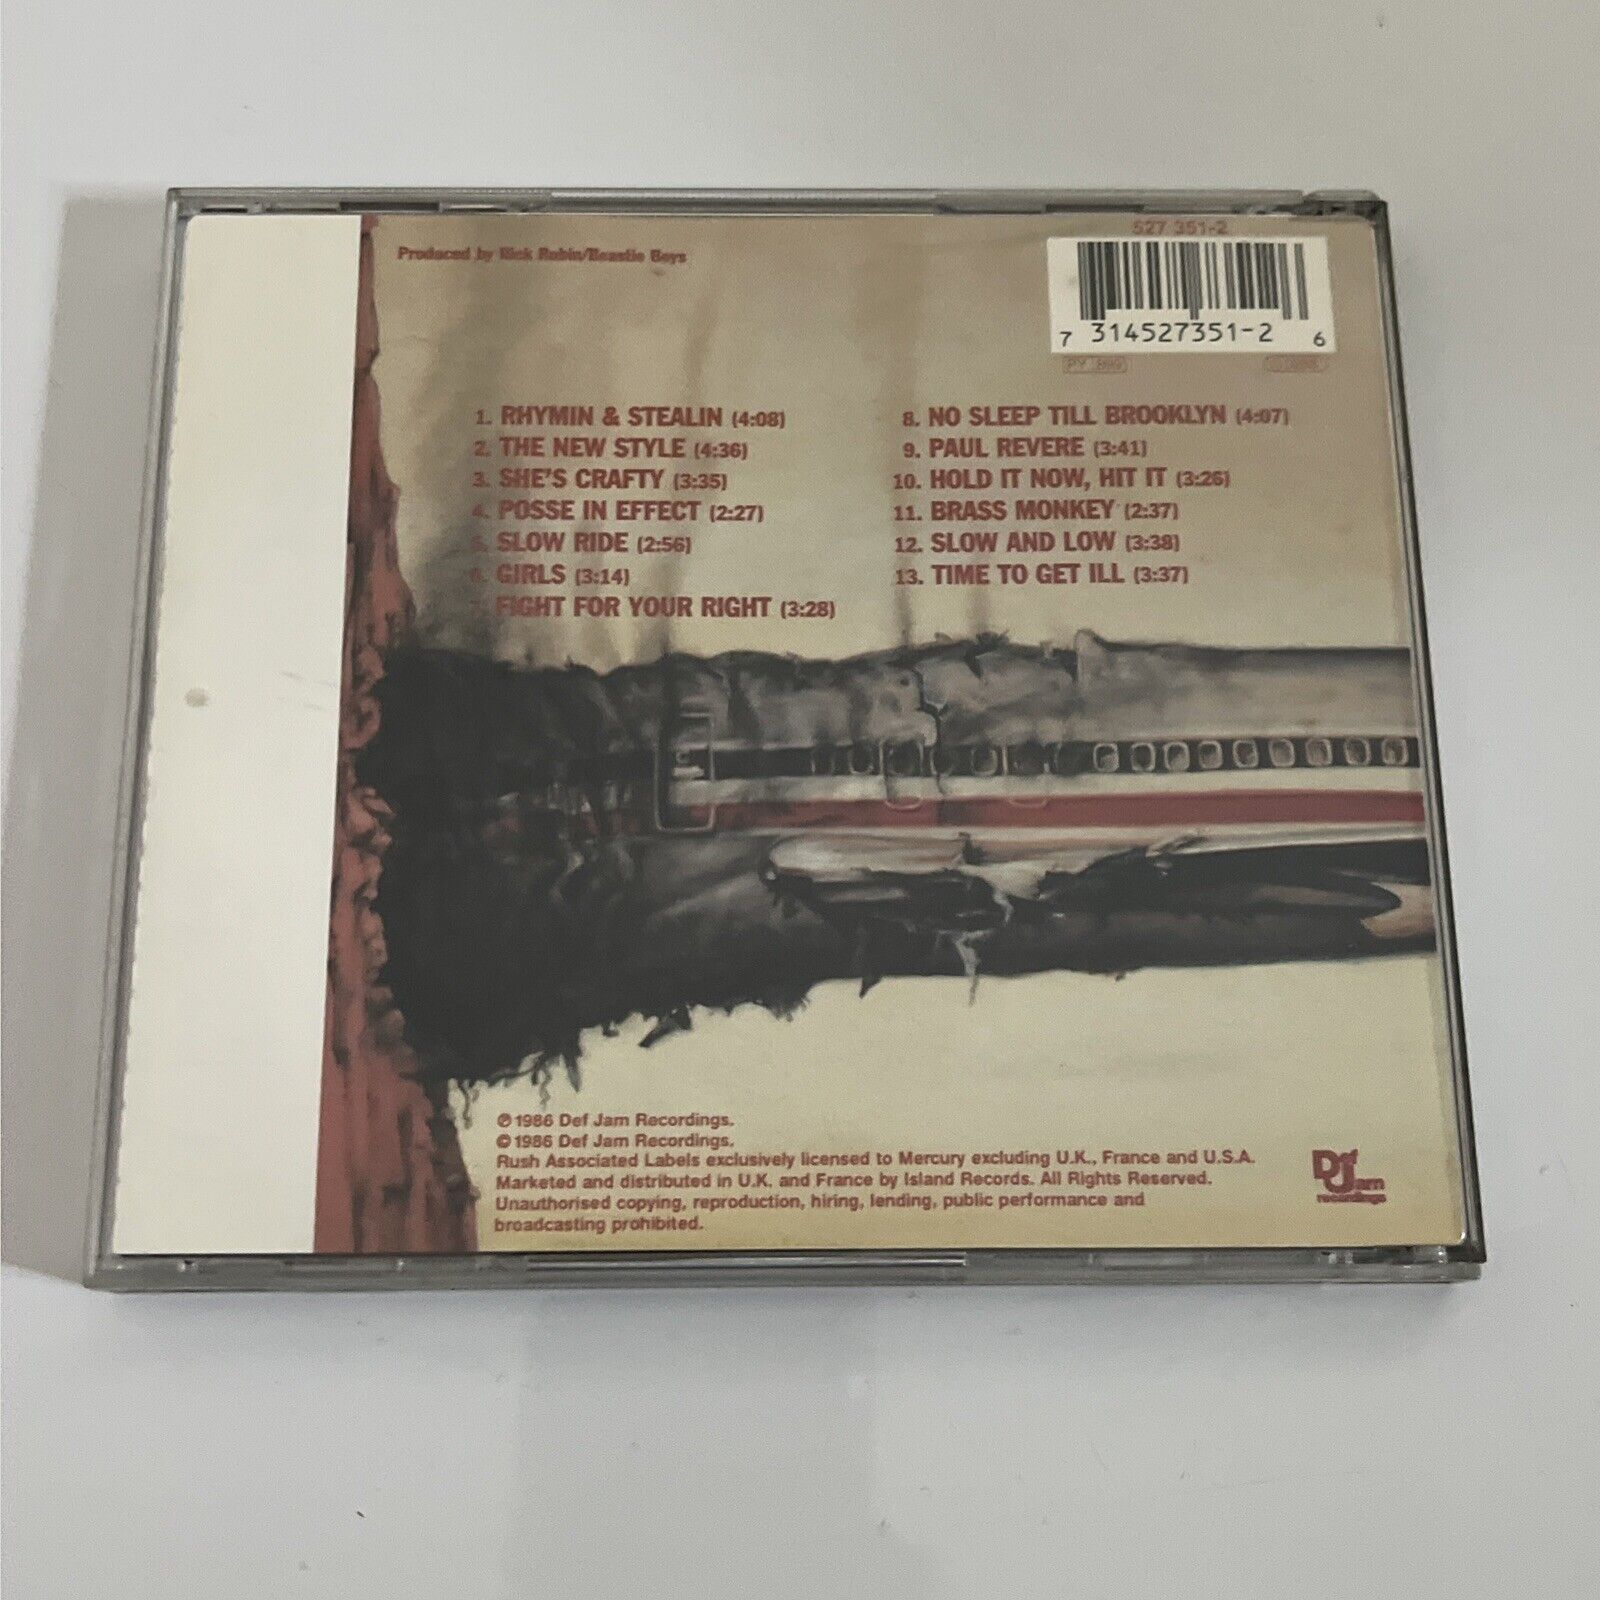 Produced by Rick Rubin/Beastie Boys
527 351-2
7 314527351-2 6
1. RHYMIN & STEALIN (4:08)
2. THE NEW STYLE (4:36)
3. SHE'S CRAFTY (3:35)
4. POSSE IN EFFECT (2:27)
5. SLOW RIDE (2:56)
6. GIRLS (3:14)
7. FIGHT FOR YOUR RIGHT (3:28)
8. NO SLEEP TILL BROOKLYN (4:07)
9. PAUL REVERE (3:41)
10. HOLD IT NOW, HIT IT (3:26)
11. BRASS MONKEY (2:37)
12. SLOW AND LOW (3:38)
13. TIME TO GET ILL (3:37)
℗ 1986 Def Jam Recordings.
© 1986 Def Jam Recordings.
Rush Associated Labels exclusively licensed to Mercury excluding U.K., France and U.S.A.
Marketed and distributed in U.K. and France by Island Records. All Rights Reserved.
Unauthorised copying, reproduction, hiring, lending, public performance and
broadcasting prohibited.
Def Jam
recordings